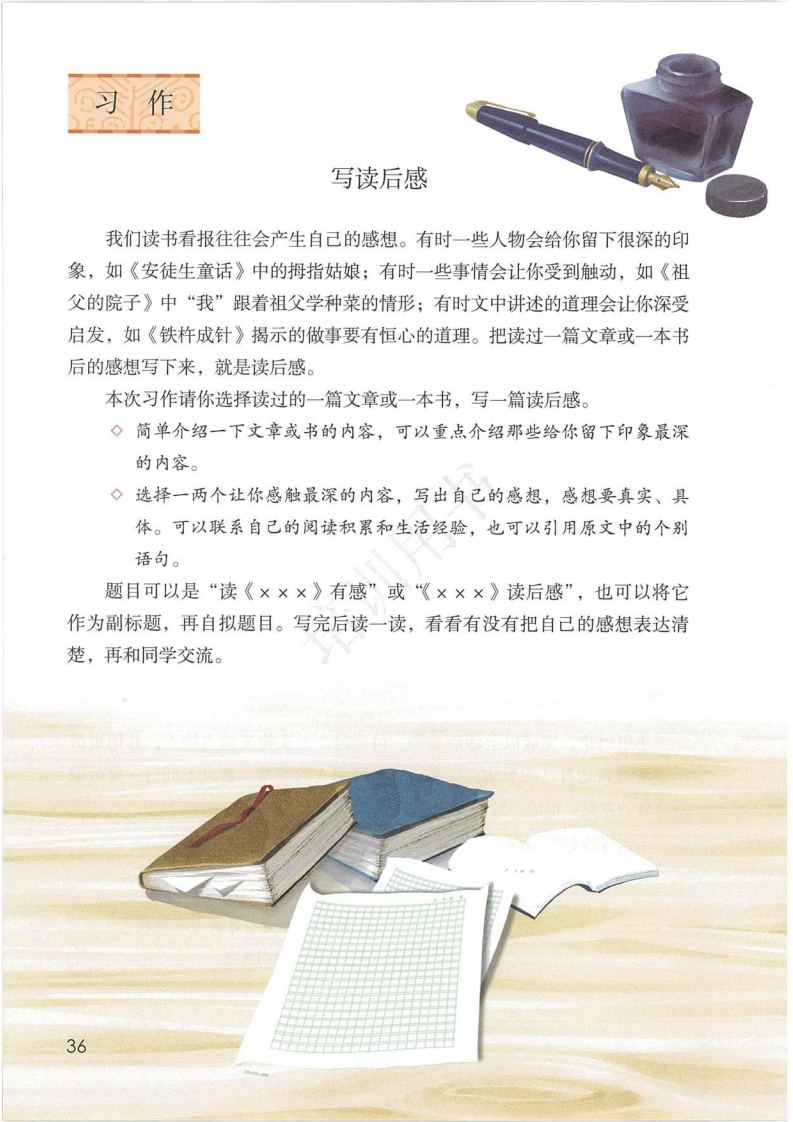 习 作
写读后感
我们读书看报往往会产生自己的感想。有时一些人物会给你留下很深的印
象，如《安徒生童话》中的拇指姑娘；有时一些事情会让你受到触动，如《祖
父的院子》中“我”跟着祖父学种菜的情形；有时文中讲述的道理会让你深受
启发，如《铁杵成针》揭示的做事要有恒心的道理。把读过一篇文章或一本书
后的感想写下来，就是读后感。
本次习作请你选择读过的一篇文章或一本书，写一篇读后感。
◇ 简单介绍一下文章或书的内容，可以重点介绍那些给你留下印象最深
的内容。
◇ 选择一两个让你感触最深的内容，写出自己的感想，感想要真实、具
体。可以联系自己的阅读积累和生活经验，也可以引用原文中的个别
语句。
题目可以是“读《×××》有感”或“《×××》读后感”，也可以将它
作为副标题，再自拟题目。写完后读一读，看看有没有把自己的感想表达清
楚，再和同学交流。
培训用书
36